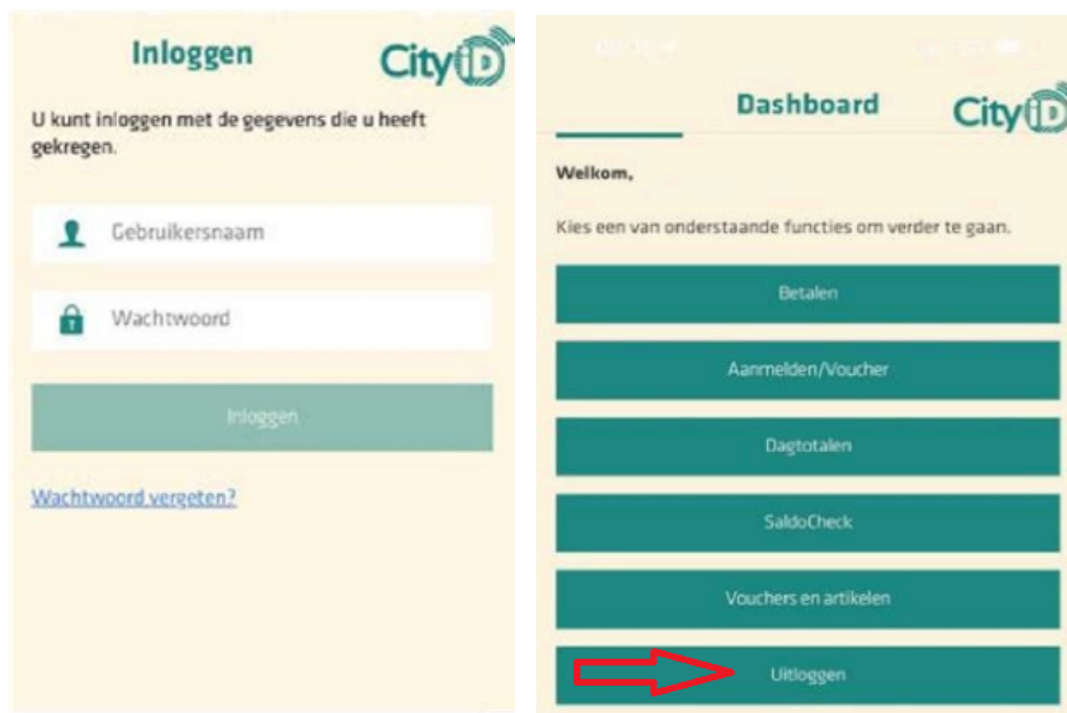 Inloggen
CityiD
U kunt inloggen met de gegevens die u heeft
gekregen.
Gebruikersnaam
Wachtwoord
Inloggen
Wachtwoord vergeten?
Dashboard
CityiD
Welkom,
Kies een van onderstaande functies om verder te gaan.
Betalen
Aanmelden/Voucher
Dagtotalen
SaldoCheck
Vouchers en artikelen
Uitloggen